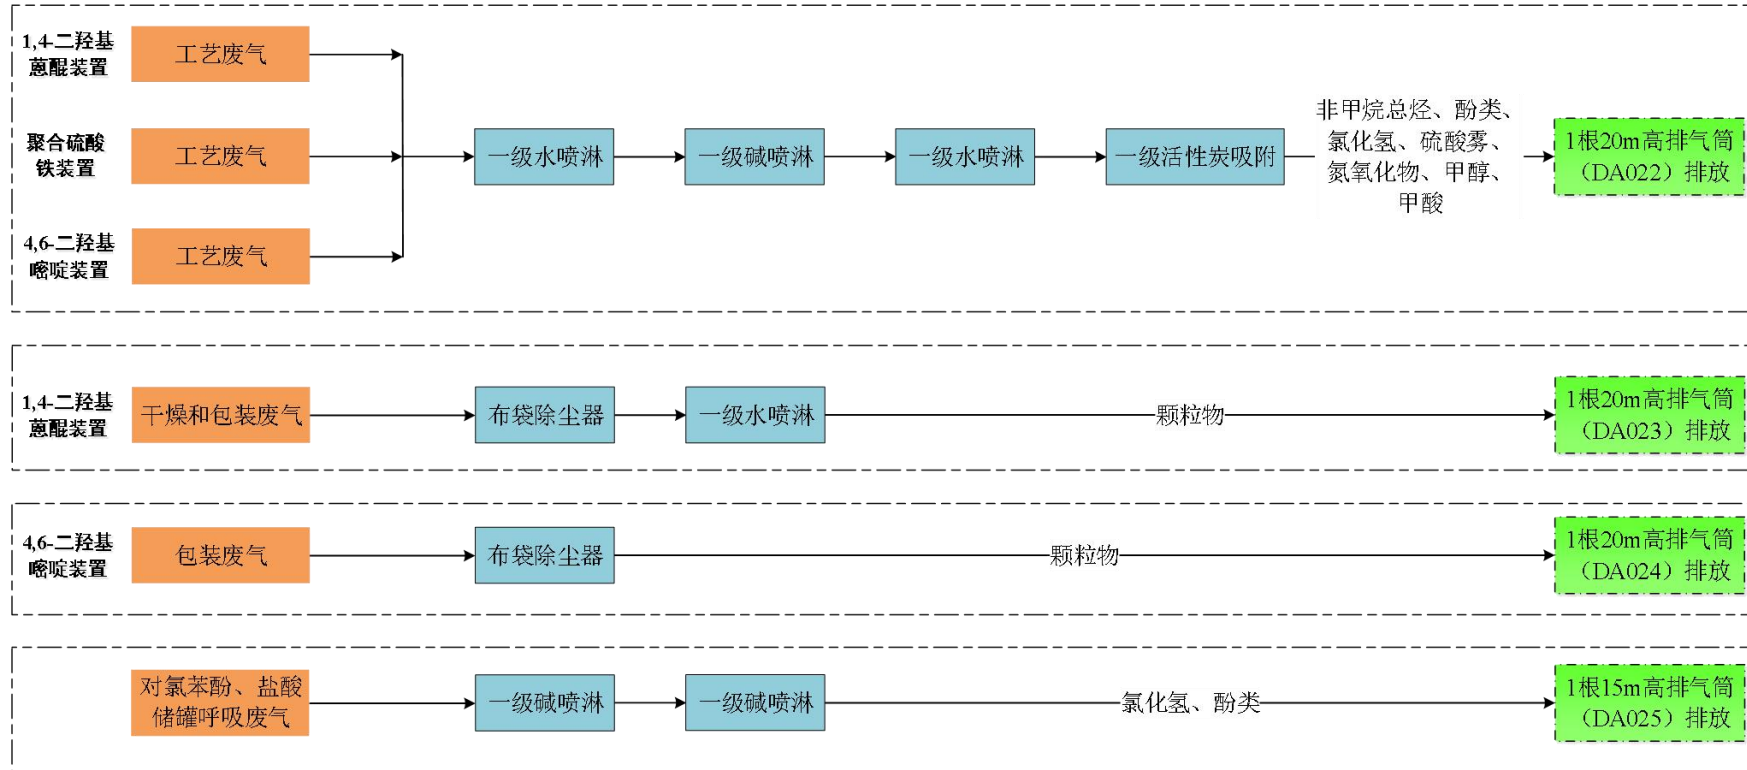 1,4-二羟基
蒽醌装置
工艺废气
聚合硫酸
铁装置
工艺废气
4,6-二羟基
嘧啶装置
工艺废气
一级水喷淋
一级碱喷淋
一级水喷淋
一级活性炭吸附
非甲烷总烃、酚类、
氯化氢、硫酸雾、
氮氧化物、甲醇、
甲酸
1根20m高排气筒
（DA022）排放
1,4-二羟基
蒽醌装置
干燥和包装废气
布袋除尘器
一级水喷淋
颗粒物
1根20m高排气筒
（DA023）排放
4,6-二羟基
嘧啶装置
包装废气
布袋除尘器
颗粒物
1根20m高排气筒
（DA024）排放
对氯苯酚、盐酸
储罐呼吸废气
一级碱喷淋
一级碱喷淋
氯化氢、酚类
1根15m高排气筒
（DA025）排放